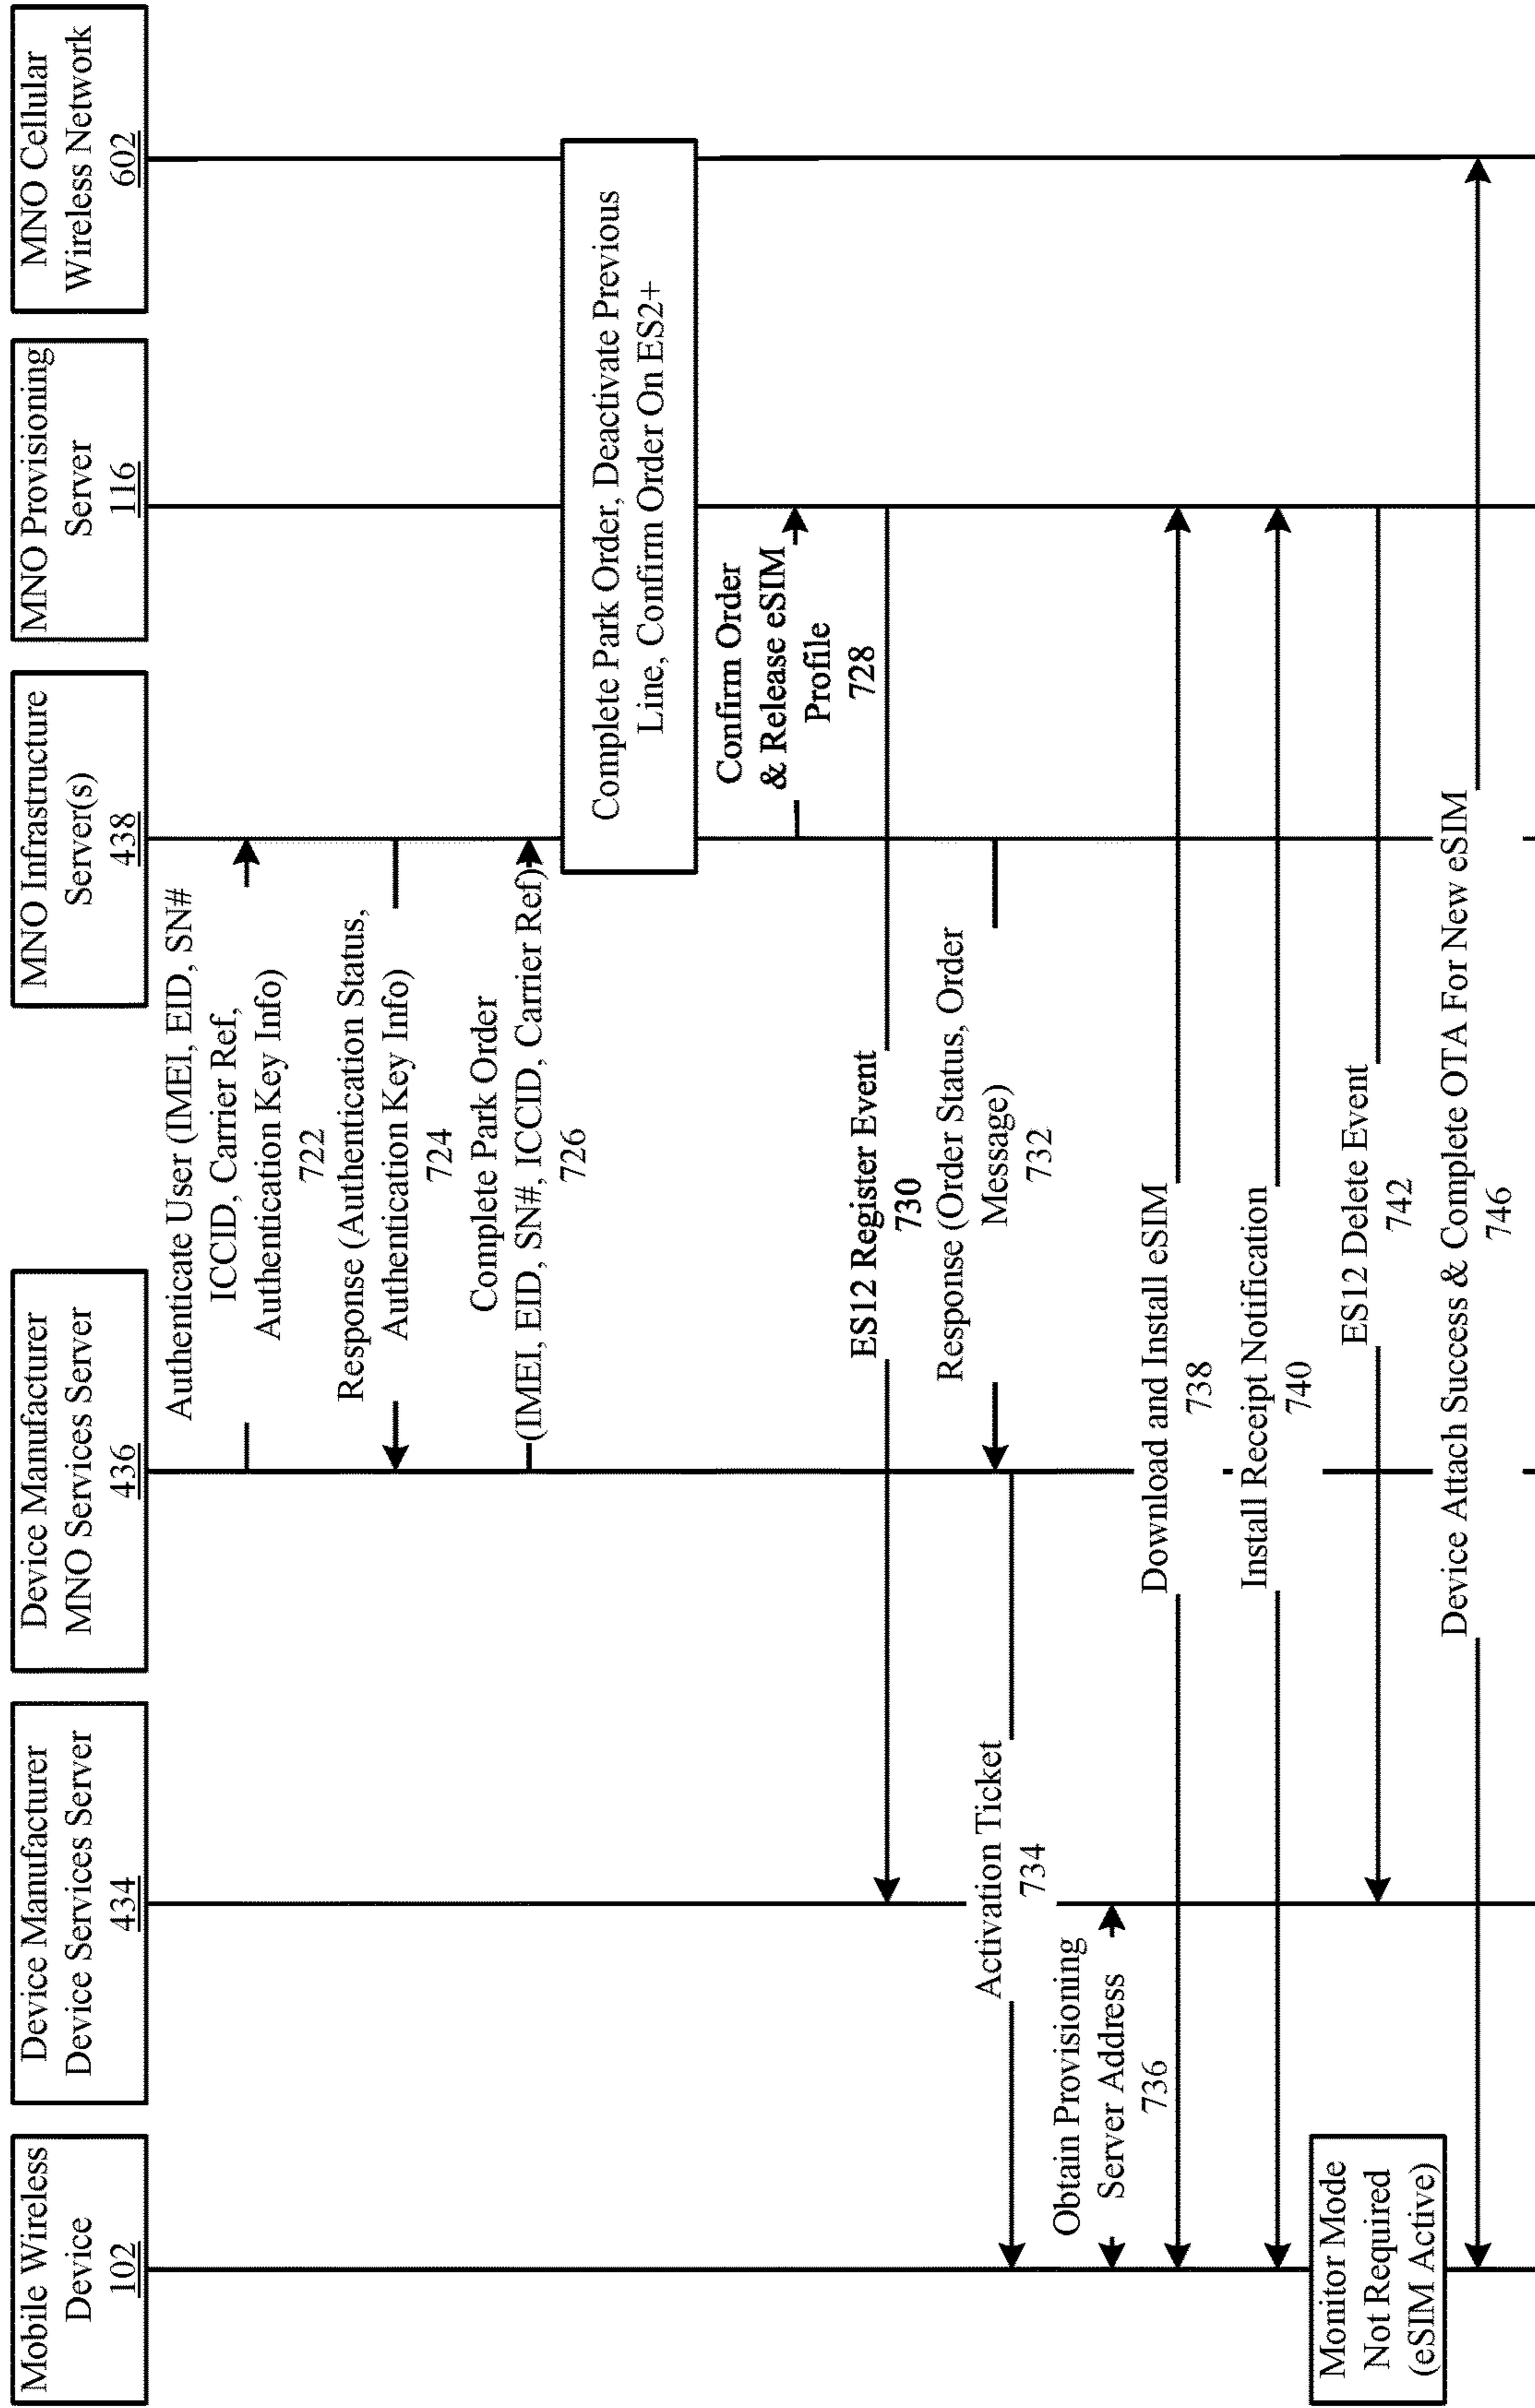 Mobile Wireless
Device
102
Device Manufacturer
Device Services Server
434
Device Manufacturer
MNO Services Server
436
MNO Infrastructure
Server(s)
438
MNO Provisioning
Server
116
MNO Cellular
Wireless Network
602
Authenticate User (IMEI, EID, SN#
ICCID, Carrier Ref,
Authentication Key Info)
722
Response (Authentication Status,
Authentication Key Info)
724
Complete Park Order
(IMEI, EID, SN#, ICCID, Carrier Ref)
726
Complete Park Order, Deactivate Previous
Line, Confirm Order On ES2+
Confirm Order
& Release eSIM
Profile
728
ES12 Register Event
730
Response (Order Status, Order
Message)
732
Activation Ticket
734
Obtain Provisioning
Server Address
736
Download and Install eSIM
738
Install Receipt Notification
740
Monitor Mode
Not Required
(eSIM Active)
ES12 Delete Event
742
Device Attach Success & Complete OTA For New eSIM
746